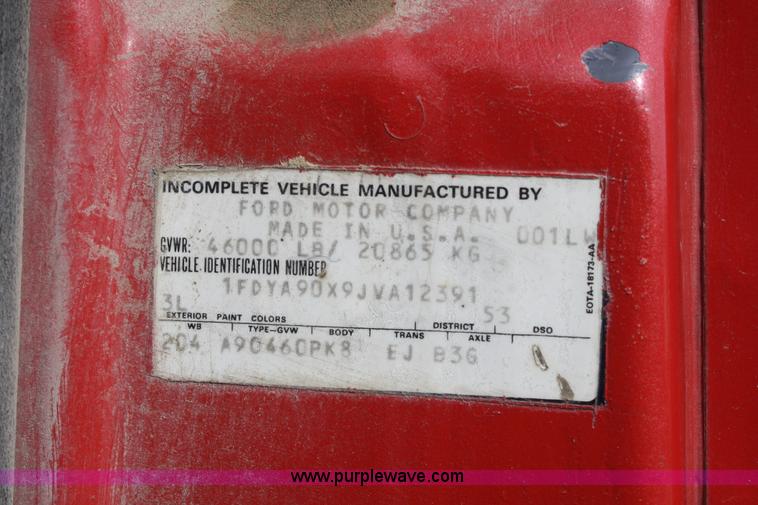 INCOMPLETE VEHICLE MANUFACTURED BY
FORD MOTOR COMPANY
MADE IN U.S.A. 001LW
GVWR: 46000 LB/ 20865 KG
VEHICLE IDENTIFICATION NUMBER
1FDYA90X9JVA12391
3L 53
EXTERIOR PAINT COLORS DISTRICT DSO
WB TYPE-GVW BODY TRANS AXLE
204 A90460PK8 EJ B3G
EOTA-18173-AA
www.purplewave.com